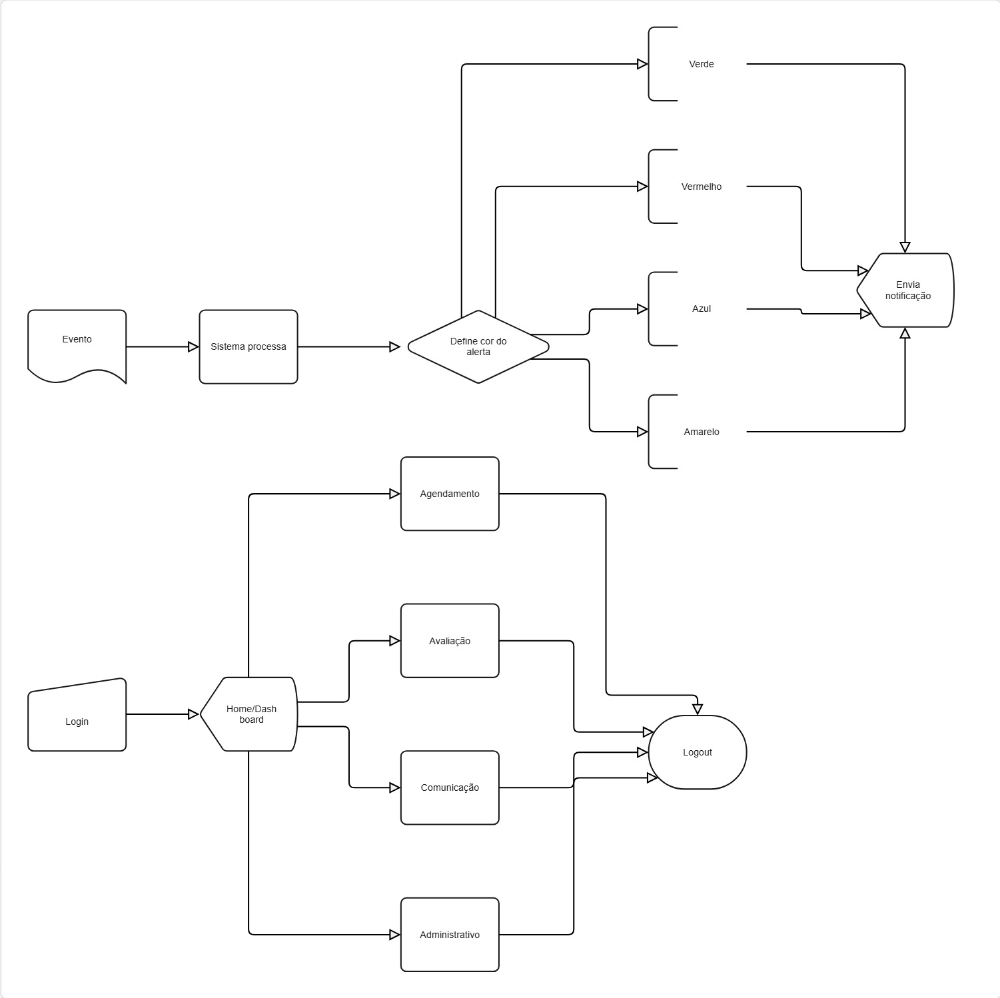 Verde
Vermelho
Azul
Envia
notificação
Evento
Sistema processa
Define cor do
alerta
Amarelo
Agendamento
Avaliação
Login
Home/Dash
board
Logout
Comunicação
Administrativo